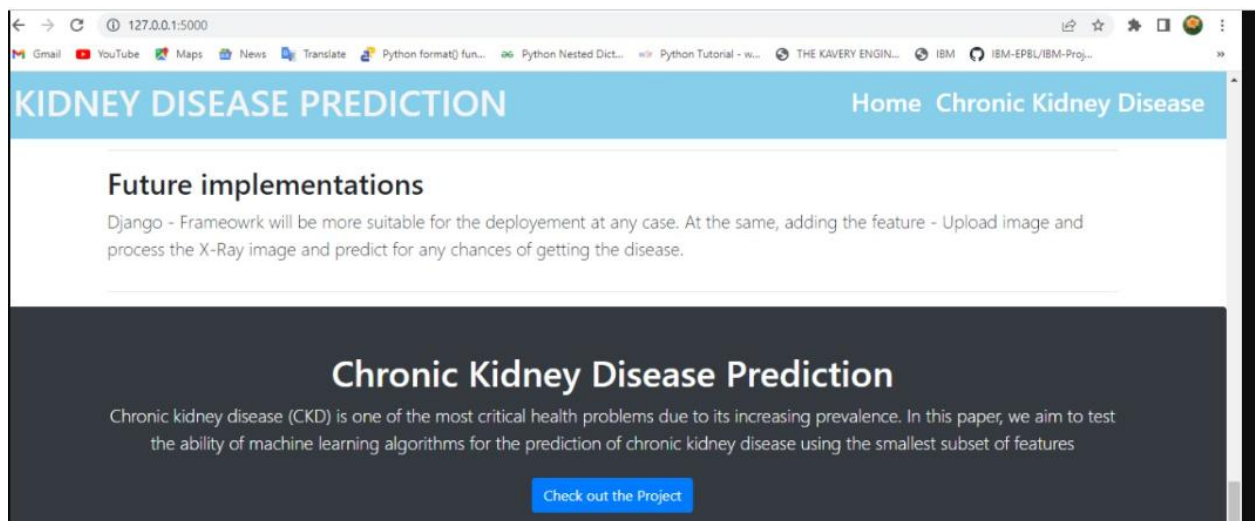 127.0.0.1:5000
Gmail YouTube Maps News Translate Python format() fun... Python Nested Dict... Python Tutorial - w... THE KAVERY ENGIN... IBM IBM-EPBL/IBM-Proj... »
KIDNEY DISEASE PREDICTION Home Chronic Kidney Disease
Future implementations
Django - Frameowrk will be more suitable for the deployement at any case. At the same, adding the feature - Upload image and
process the X-Ray image and predict for any chances of getting the disease.
Chronic Kidney Disease Prediction
Chronic kidney disease (CKD) is one of the most critical health problems due to its increasing prevalence. In this paper, we aim to test
the ability of machine learning algorithms for the prediction of chronic kidney disease using the smallest subset of features
Check out the Project